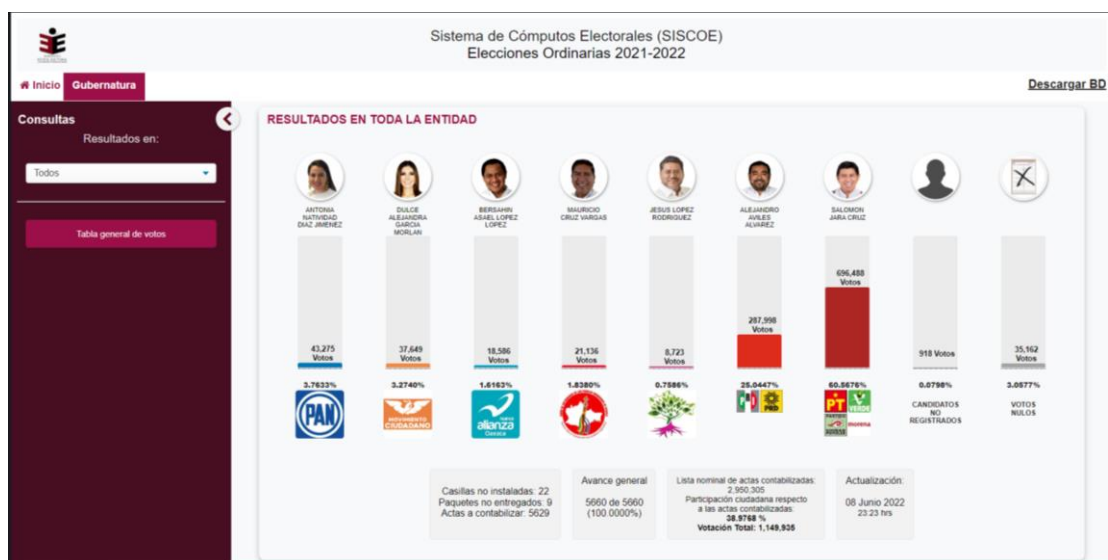 Sistema de Cómputos Electorales (SISCOE)
Elecciones Ordinarias 2021-2022
Inicio
Gubernatura
Descargar BD
Consultas
Resultados en:
Todos
Tabla general de votos
RESULTADOS EN TODA LA ENTIDAD
ANTONIA
NATIVIDAD
DIAZ JIMENEZ
DULCE
ALEJANDRA
GARCIA
MORLAN
BERSAHIN
ASAEL LOPEZ
LOPEZ
MAURICIO
CRUZ VARGAS
JESUS LOPEZ
RODRIGUEZ
ALEJANDRO
AVILES
ALVAREZ
SALOMON
JARA CRUZ
43,275
Votos
37,649
Votos
18,586
Votos
21,136
Votos
8,723
Votos
287,998
Votos
696,488
Votos
918 Votos
35,162
Votos
3.7633%
3.2740%
1.6163%
1.8380%
0.7586%
25.0447%
60.5676%
0.0798%
3.0577%
PAN
MOVIMIENTO
CIUDADANO
nueva
alianza
Oaxaca
PRD
PT
VERDE
morena
CANDIDATOS
NO
REGISTRADOS
VOTOS
NULOS
Casillas no instaladas: 22
Paquetes no entregados: 9
Actas a contabilizar: 5629
Avance general
5660 de 5660
(100.0000%)
Lista nominal de actas contabilizadas:
2,950,305
Participación ciudadana respecto
a las actas contabilizadas:
38.9768 %
Votación Total: 1,149,935
Actualización:
08 Junio 2022
23:23 hrs